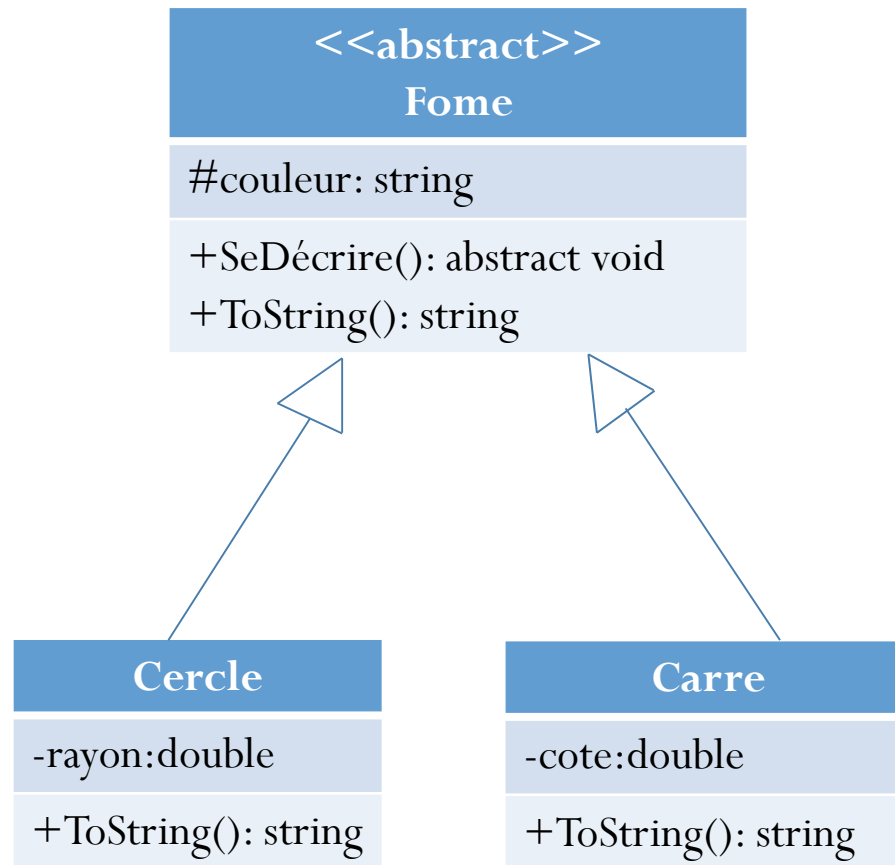 <<abstract>>
Fome
#couleur: string
+SeDécrire(): abstract void
+ToString(): string
Cercle
-rayon:double
+ToString(): string
Carre
-cote:double
+ToString(): string